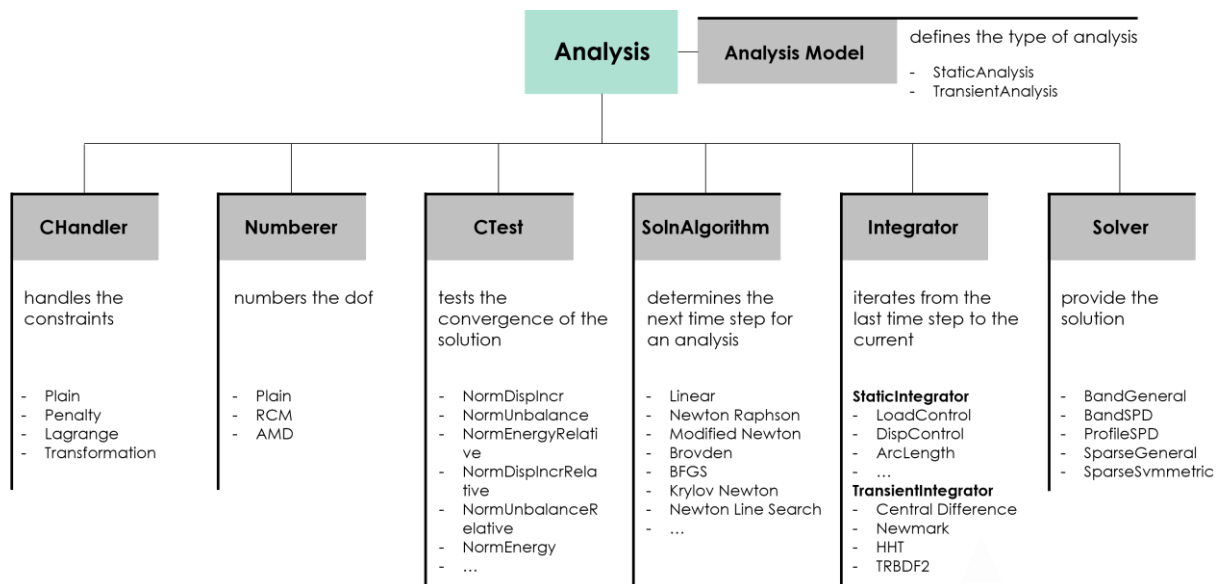 Analysis
Analysis Model
defines the type of analysis
- StaticAnalysis
- TransientAnalysis
CHandler
handles the
constraints
- Plain
- Penalty
- Lagrange
- Transformation
Numberer
numbers the dof
- Plain
- RCM
- AMD
CTest
tests the
convergence of the
solution
- NormDispIncr
- NormUnbalance
- NormEnergyRelati
ve
- NormDispIncrRela
tive
- NormUnbalanceR
elative
- NormEnergy
- ...
SolnAlgorithm
determines the
next time step for
an analysis
- Linear
- Newton Raphson
- Modified Newton
- Brovden
- BFGS
- Krylov Newton
- Newton Line Search
- ...
Integrator
iterates from the
last time step to the
current
StaticIntegrator
- LoadControl
- DispControl
- ArcLength
- ...
TransientIntegrator
- Central Difference
- Newmark
- HHT
- TRBDF2
Solver
provide the
solution
- BandGeneral
- BandSPD
- ProfileSPD
- SparseGeneral
- SparseSvmmetric